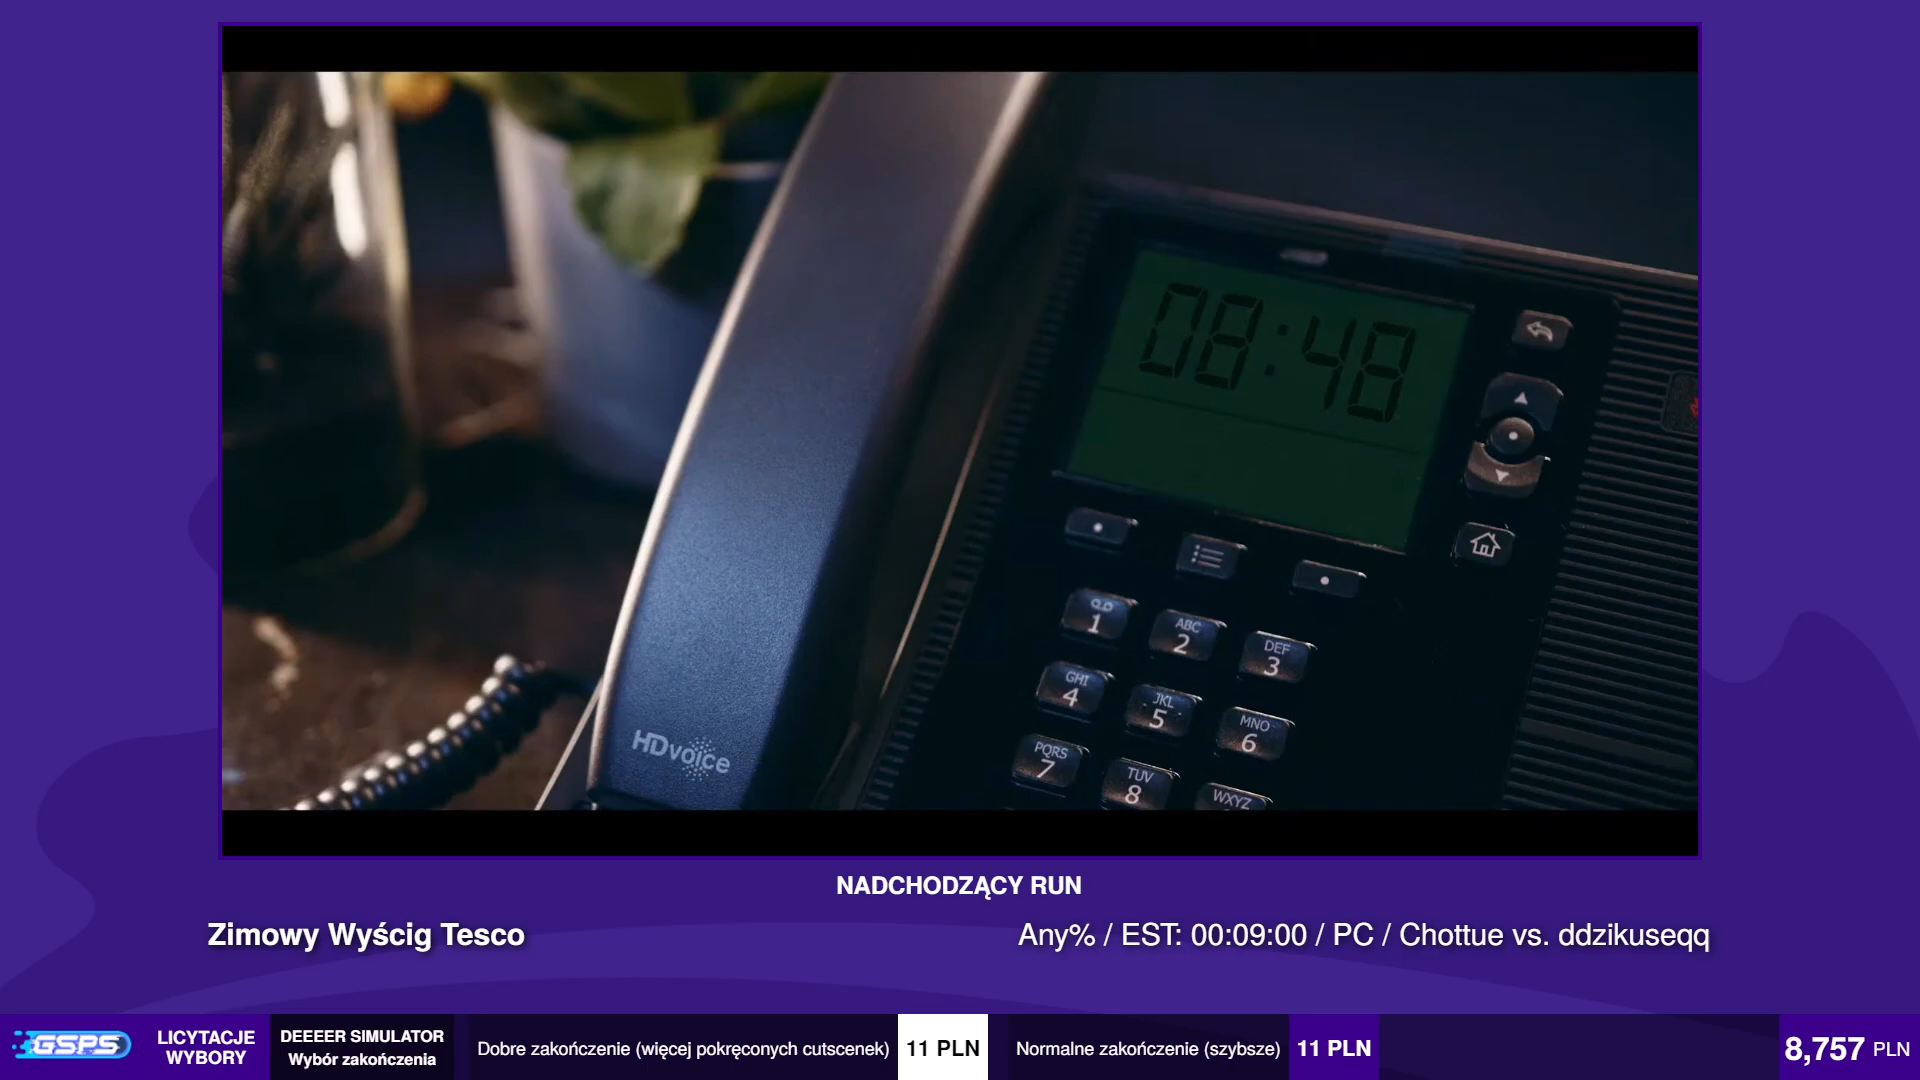 08:48
1
ABC
2
DEF
3
GHI
4
JKL
5
MNO
6
PQRS
7
TUV
8
WXYZ
HDvoice
NADCHODZĄCY RUN
Zimowy Wyścig Tesco
Any% / EST: 00:09:00 / PC / Chottue vs. ddzikuseqq
GSPS
LICYTACJE
WYBORY
DEEEER SIMULATOR
Wybór zakończenia
Dobre zakończenie (więcej pokręconych cutscenek)
11 PLN
Normalne zakończenie (szybsze)
11 PLN
8,757 PLN